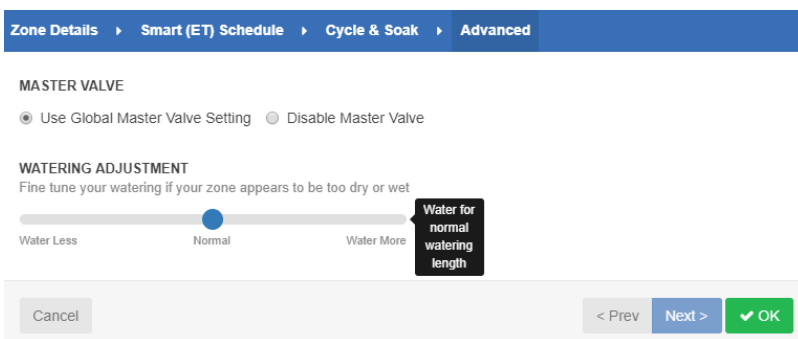 Zone Details Smart (ET) Schedule Cycle & Soak Advanced
MASTER VALVE
Use Global Master Valve Setting Disable Master Valve
WATERING ADJUSTMENT
Fine tune your watering if your zone appears to be too dry or wet
Water Less Normal Water More
Water for
normal
watering
length
Cancel < Prev Next > OK